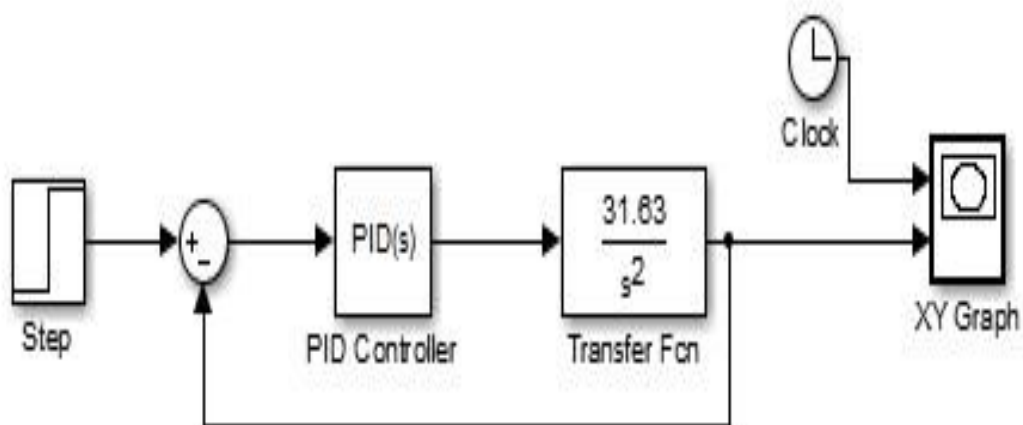 Clock
+
−
PID(s)
31.63
s2
Step
PID Controller
Transfer Fcn
XY Graph